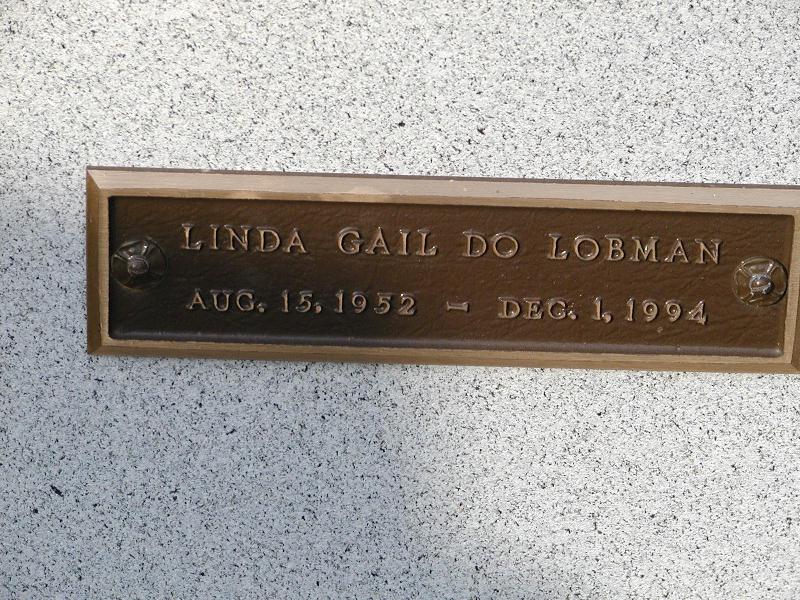 LINDA GAIL DO LOBMAN
AUG. 15, 1952 - DEC. 1, 1994